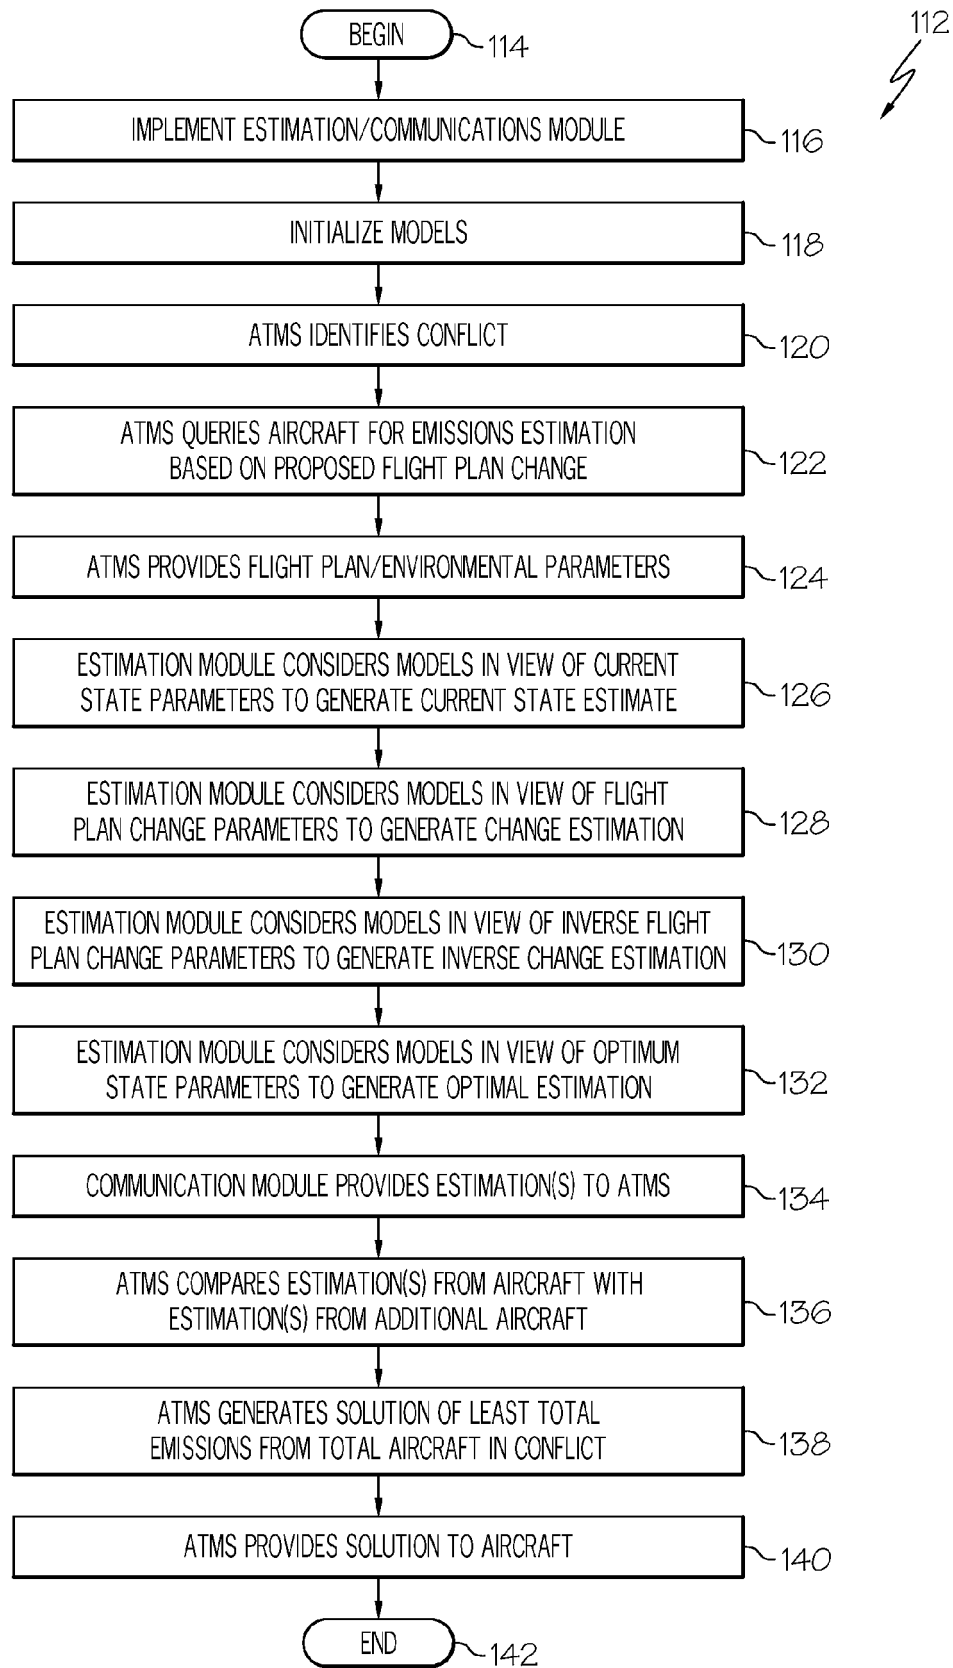 BEGIN
114
112
IMPLEMENT ESTIMATION/COMMUNICATIONS MODULE
116
INITIALIZE MODELS
118
ATMS IDENTIFIES CONFLICT
120
ATMS QUERIES AIRCRAFT FOR EMISSIONS ESTIMATION
BASED ON PROPOSED FLIGHT PLAN CHANGE
122
ATMS PROVIDES FLIGHT PLAN/ENVIRONMENTAL PARAMETERS
124
ESTIMATION MODULE CONSIDERS MODELS IN VIEW OF CURRENT
STATE PARAMETERS TO GENERATE CURRENT STATE ESTIMATE
126
ESTIMATION MODULE CONSIDERS MODELS IN VIEW OF FLIGHT
PLAN CHANGE PARAMETERS TO GENERATE CHANGE ESTIMATION
128
ESTIMATION MODULE CONSIDERS MODELS IN VIEW OF INVERSE FLIGHT
PLAN CHANGE PARAMETERS TO GENERATE INVERSE CHANGE ESTIMATION
130
ESTIMATION MODULE CONSIDERS MODELS IN VIEW OF OPTIMUM
STATE PARAMETERS TO GENERATE OPTIMAL ESTIMATION
132
COMMUNICATION MODULE PROVIDES ESTIMATION(S) TO ATMS
134
ATMS COMPARES ESTIMATION(S) FROM AIRCRAFT WITH
ESTIMATION(S) FROM ADDITIONAL AIRCRAFT
136
ATMS GENERATES SOLUTION OF LEAST TOTAL
EMISSIONS FROM TOTAL AIRCRAFT IN CONFLICT
138
ATMS PROVIDES SOLUTION TO AIRCRAFT
140
END
142